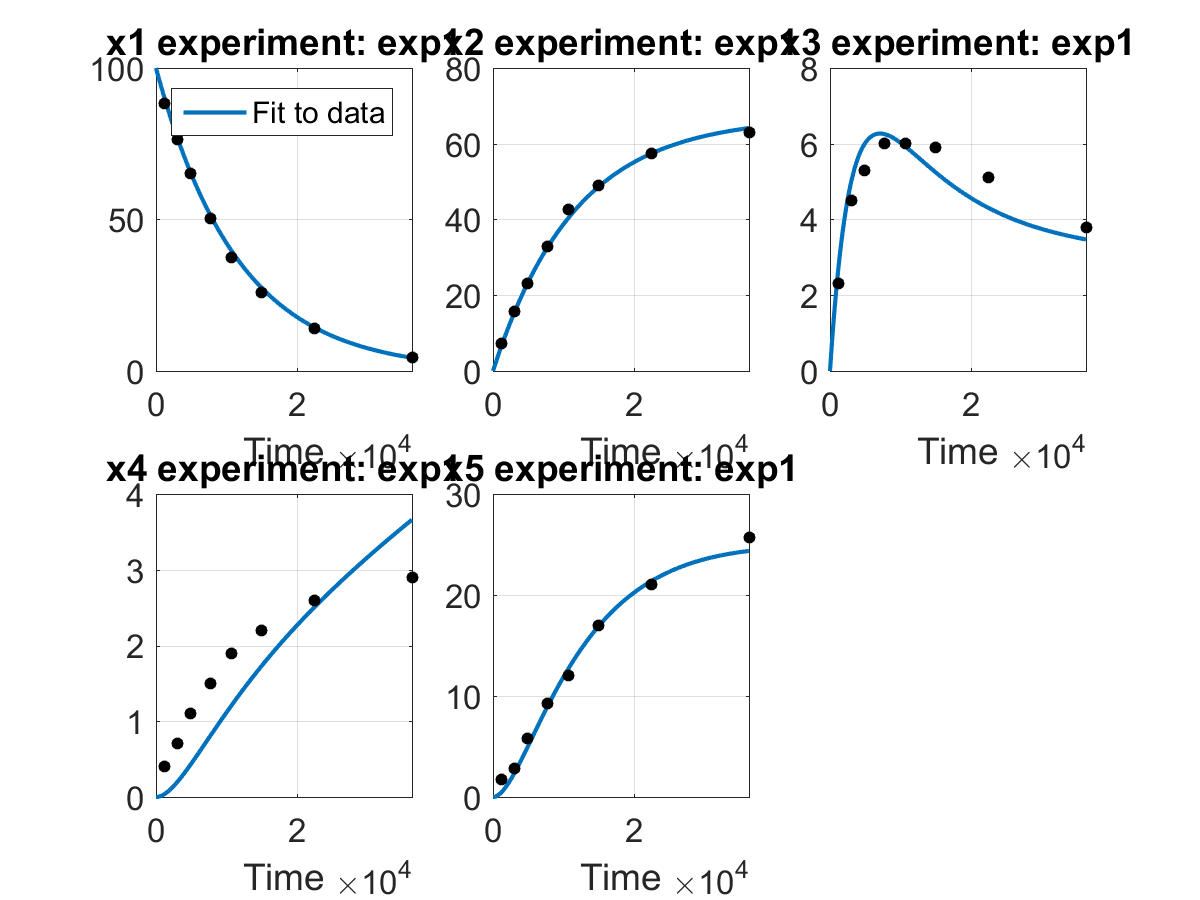 x1 experiment: exp1
x2 experiment: exp1
x3 experiment: exp1
100
50
0
Fit to data
0 2
Time ×10^4
80
60
40
20
0
0 2
Time ×10^4
8
6
4
2
0
0 2
Time ×10^4
x4 experiment: exp1
x5 experiment: exp1
4
3
2
1
0
0 2
Time ×10^4
30
20
10
0
0 2
Time ×10^4